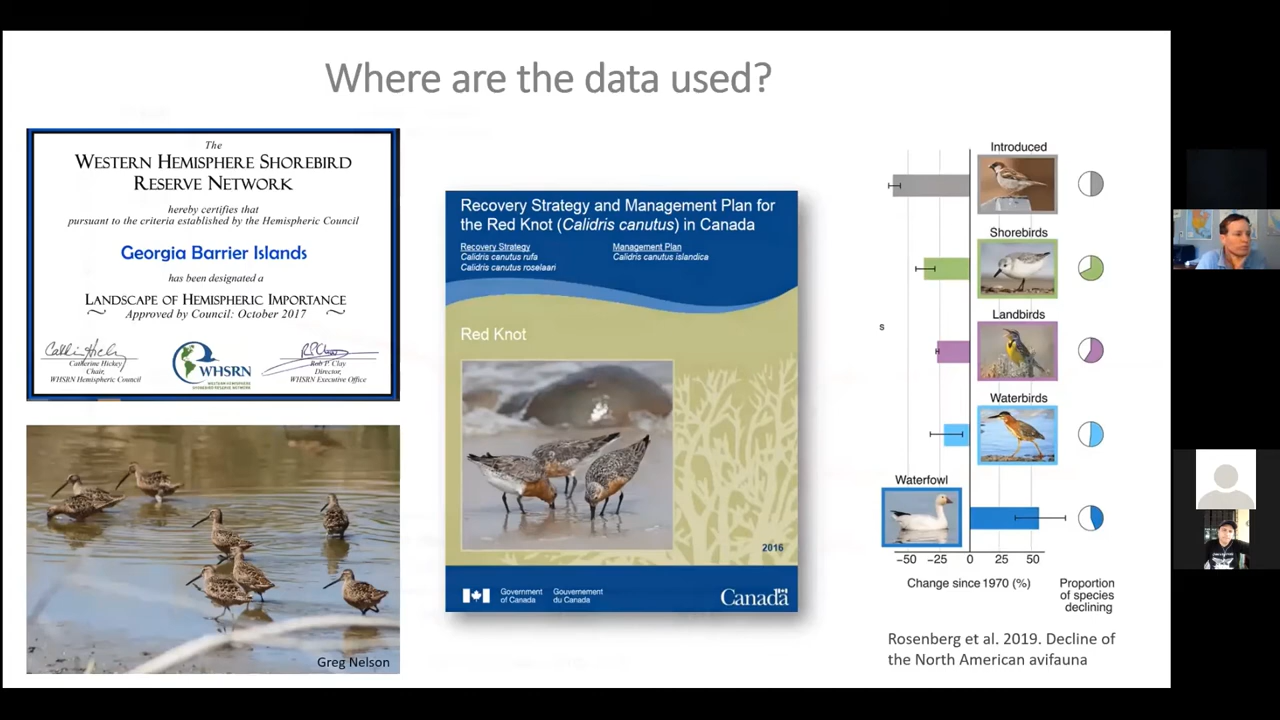 Where are the data used?
The
WESTERN HEMISPHERE SHOREBIRD
RESERVE NETWORK
hereby certifies that
pursuant to the criteria established by the Hemispheric Council
Georgia Barrier Islands
has been designated a
LANDSCAPE OF HEMISPHERIC IMPORTANCE
Approved by Council: October 2017
Catherine Hickey
Chair,
WHSRN Hemispheric Council
WHSRN
WESTERN HEMISPHERE
SHOREBIRD RESERVE NETWORK
Rob P. Clay
Director,
WHSRN Executive Office
Greg Nelson
Recovery Strategy and Management Plan for
the Red Knot (Calidris canutus) in Canada
Recovery Strategy
Calidris canutus rufa
Calidris canutus roselaari
Management Plan
Calidris canutus islandica
Red Knot
2016
Government
of Canada
Gouvernement
du Canada
Canada
Introduced
Shorebirds
Landbirds
s
Waterbirds
Waterfowl
−50 −25 0 25 50
Change since 1970 (%)
Proportion
of species
declining
Rosenberg et al. 2019. Decline of
the North American avifauna